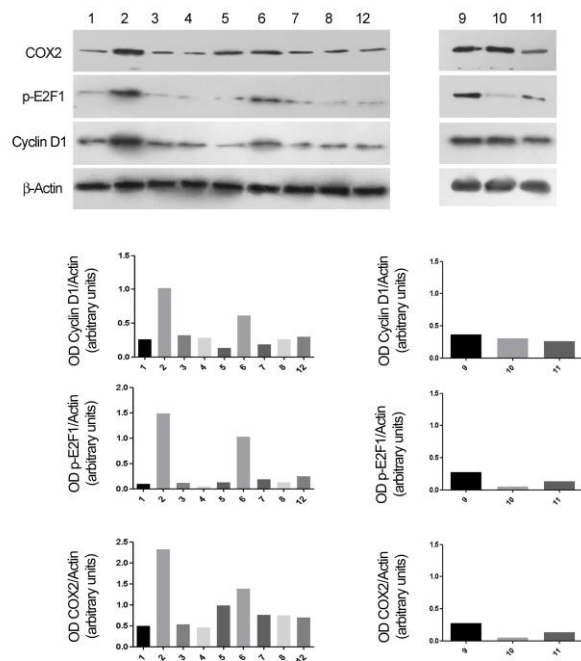 1 2 3 4 5 6 7 8 12 9 10 11
COX2
p-E2F1
Cyclin D1
β-Actin
OD Cyclin D1/Actin
(arbitrary units)
1.5
1.0
0.5
0.0
1 2 3 4 5 6 7 8 12
OD Cyclin D1/Actin
(arbitrary units)
1.5
1.0
0.5
0.0
9 10 11
OD p-E2F1/Actin
(arbitrary units)
2.0
1.5
1.0
0.5
0.0
1 2 3 4 5 6 7 8 12
OD p-E2F1/Actin
(arbitrary units)
1.5
1.0
0.5
0.0
9 10 11
OD COX2/Actin
(arbitrary units)
2.5
2.0
1.5
1.0
0.5
0.0
1 2 3 4 5 6 7 8 12
OD COX2/Actin
(arbitrary units)
1.5
1.0
0.5
0.0
9 10 11